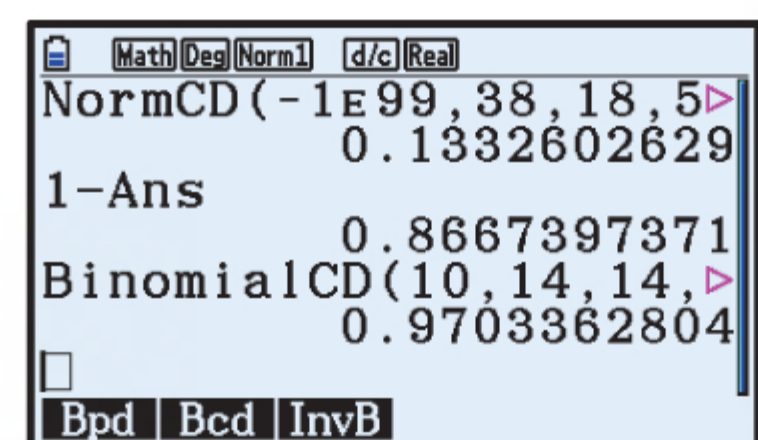 Math Deg Norm1 d/c Real
NormCD(-1ᴇ99,38,18,5▷
0.1332602629
1-Ans
0.8667397371
BinomialCD(10,14,14,▷
0.9703362804
Bpd Bcd InvB